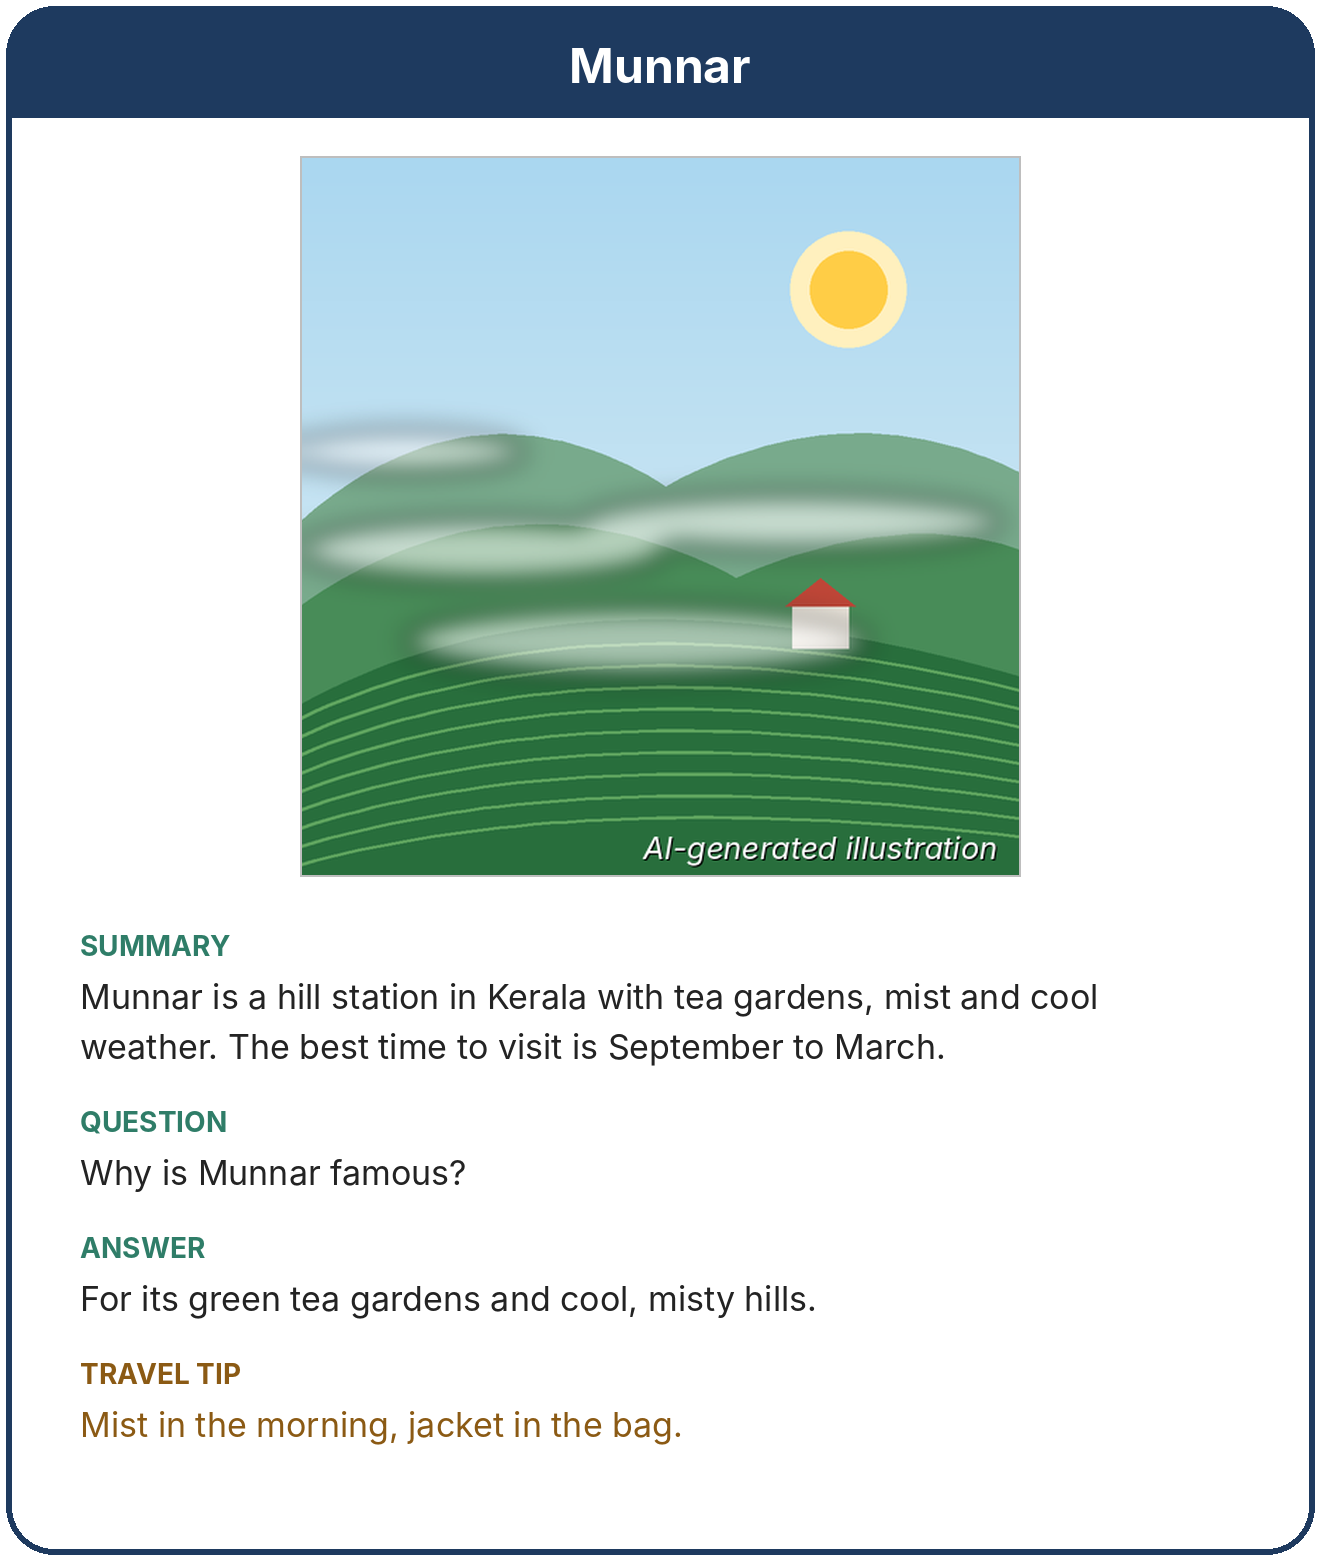 Munnar
AI-generated illustration
SUMMARY
Munnar is a hill station in Kerala with tea gardens, mist and cool
weather. The best time to visit is September to March.
QUESTION
Why is Munnar famous?
ANSWER
For its green tea gardens and cool, misty hills.
TRAVEL TIP
Mist in the morning, jacket in the bag.